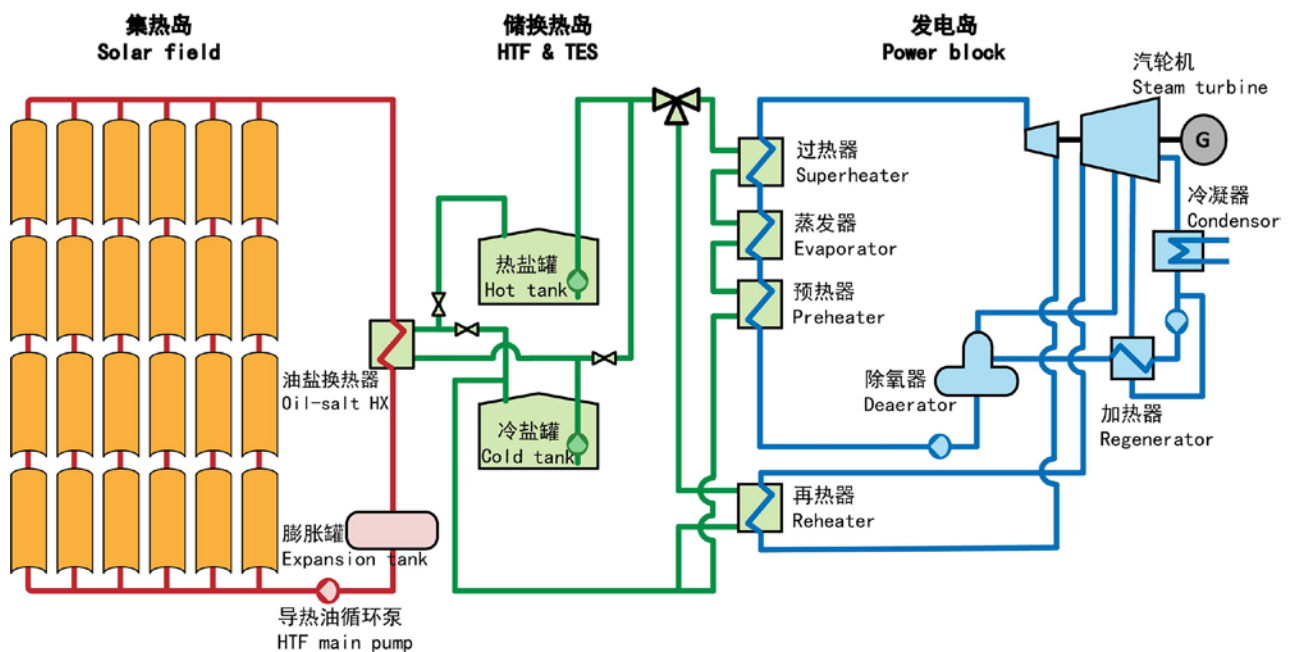 集热岛
Solar field
储换热岛
HTF & TES
发电岛
Power block
汽轮机
Steam turbine
G
过热器
Superheater
冷凝器
Condensor
蒸发器
Evaporator
热盐罐
Hot tank
预热器
Preheater
油盐换热器
Oil-salt HX
除氧器
Deaerator
加热器
Regenerator
冷盐罐
Cold tank
再热器
Reheater
膨胀罐
Expansion tank
导热油循环泵
HTF main pump